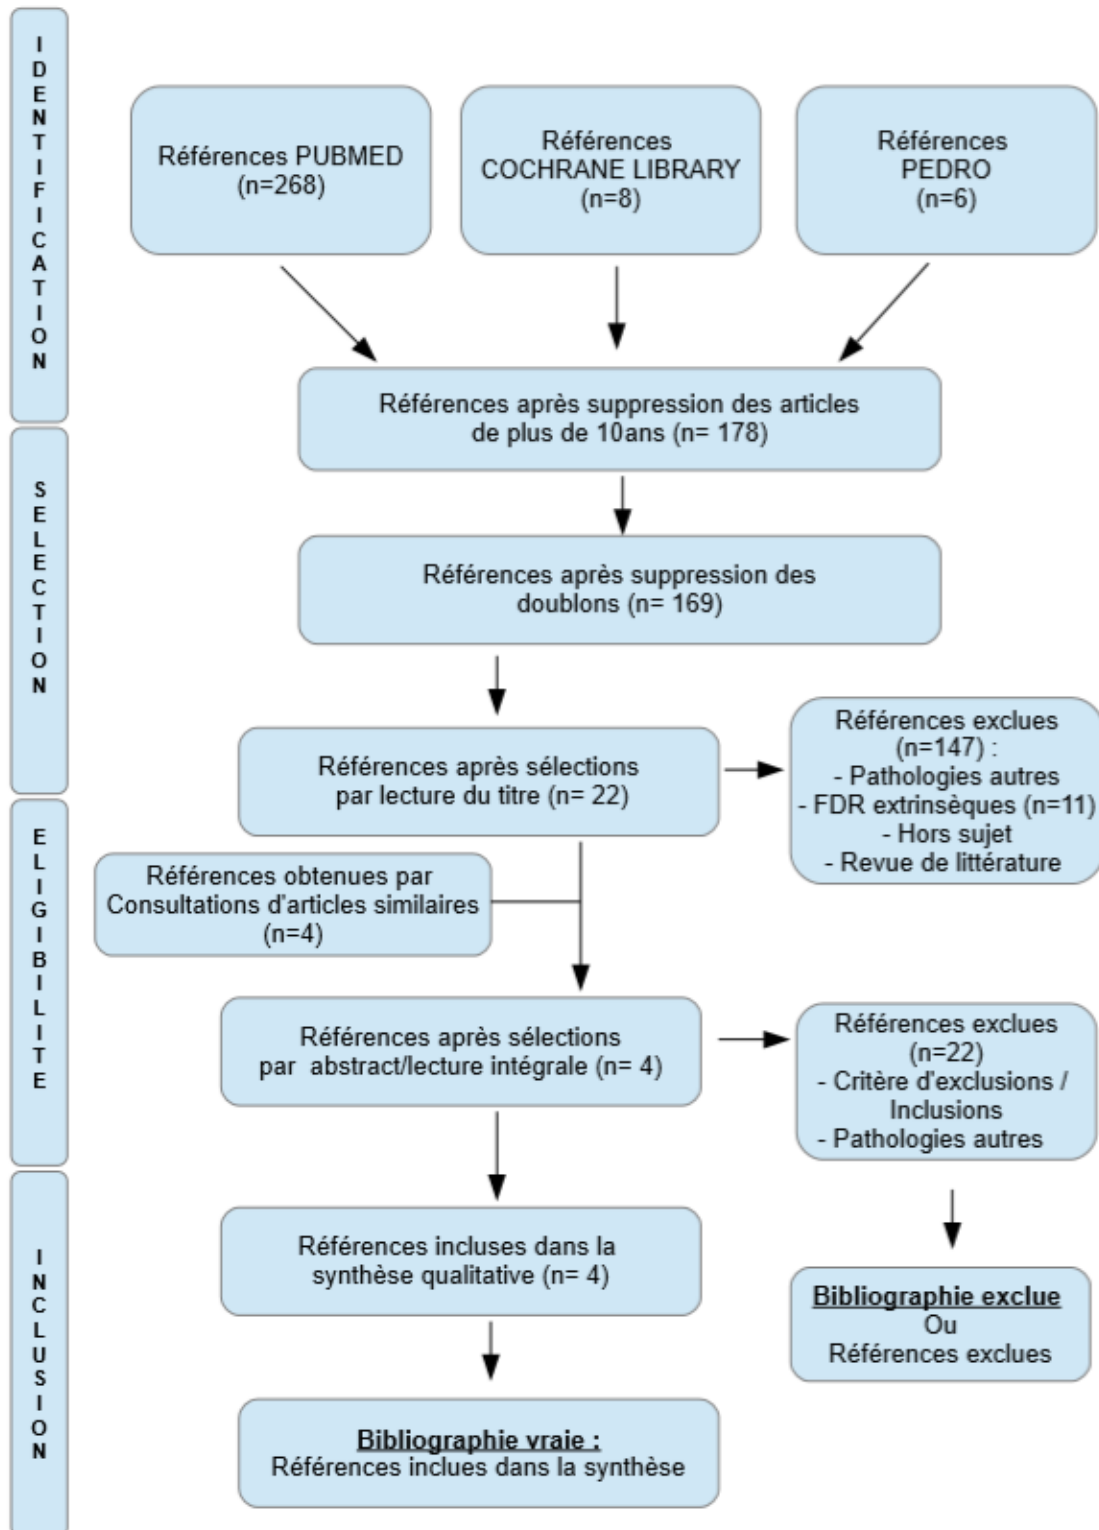 IDENTIFICATION
Références PUBMED
(n=268)
Références
COCHRANE LIBRARY
(n=8)
Références
PEDRO
(n=6)
Références après suppression des articles
de plus de 10ans (n= 178)
SELECTION
Références après suppression des
doublons (n= 169)
Références après sélections
par lecture du titre (n= 22)
Références exclues
(n=147) :
- Pathologies autres
- FDR extrinsèques (n=11)
- Hors sujet
- Revue de littérature
ELIGIBILITE
Références obtenues par
Consultations d'articles similaires
(n=4)
Références après sélections
par abstract/lecture intégrale (n= 4)
Références exclues
(n=22)
- Critère d'exclusions /
Inclusions
- Pathologies autres
INCLUSION
Références incluses dans la
synthèse qualitative (n= 4)
Bibliographie exclue
Ou
Références exclues
Bibliographie vraie :
Références inclues dans la synthèse